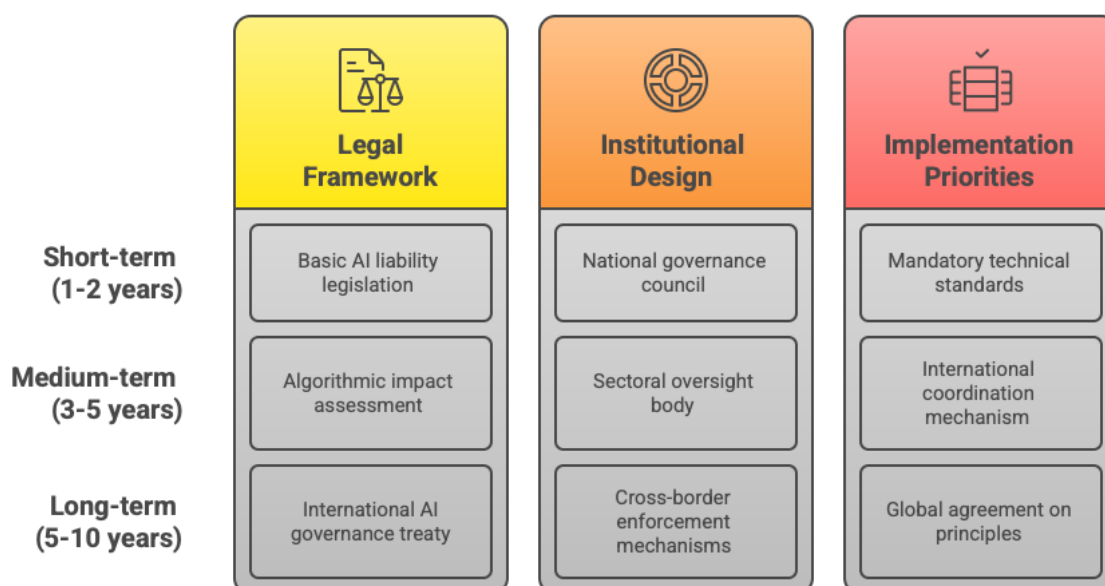 Legal
Framework
Institutional
Design
Implementation
Priorities
Short-term
(1-2 years)
Basic AI liability
legislation
National governance
council
Mandatory technical
standards
Medium-term
(3-5 years)
Algorithmic impact
assessment
Sectoral oversight
body
International
coordination
mechanism
Long-term
(5-10 years)
International AI
governance treaty
Cross-border
enforcement
mechanisms
Global agreement on
principles